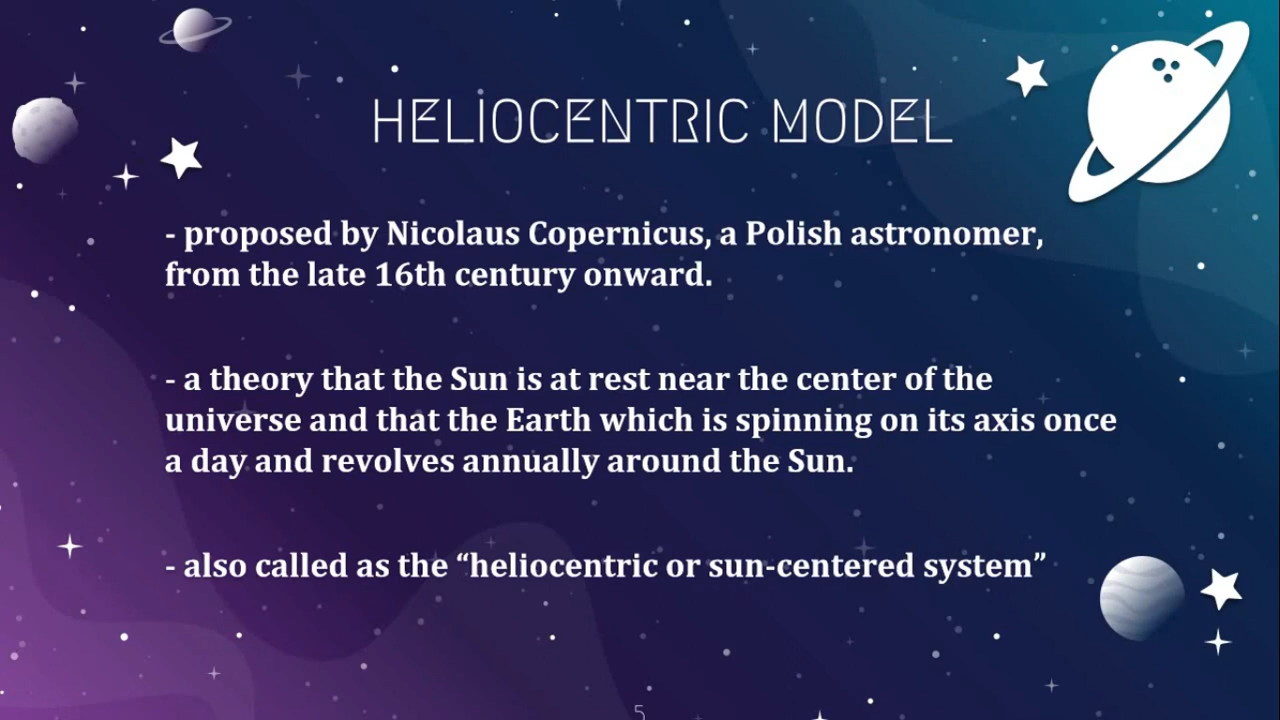 HELIOCENTRIC MODEL
- proposed by Nicolaus Copernicus, a Polish astronomer,
from the late 16th century onward.
- a theory that the Sun is at rest near the center of the
universe and that the Earth which is spinning on its axis once
a day and revolves annually around the Sun.
- also called as the “heliocentric or sun-centered system”
5